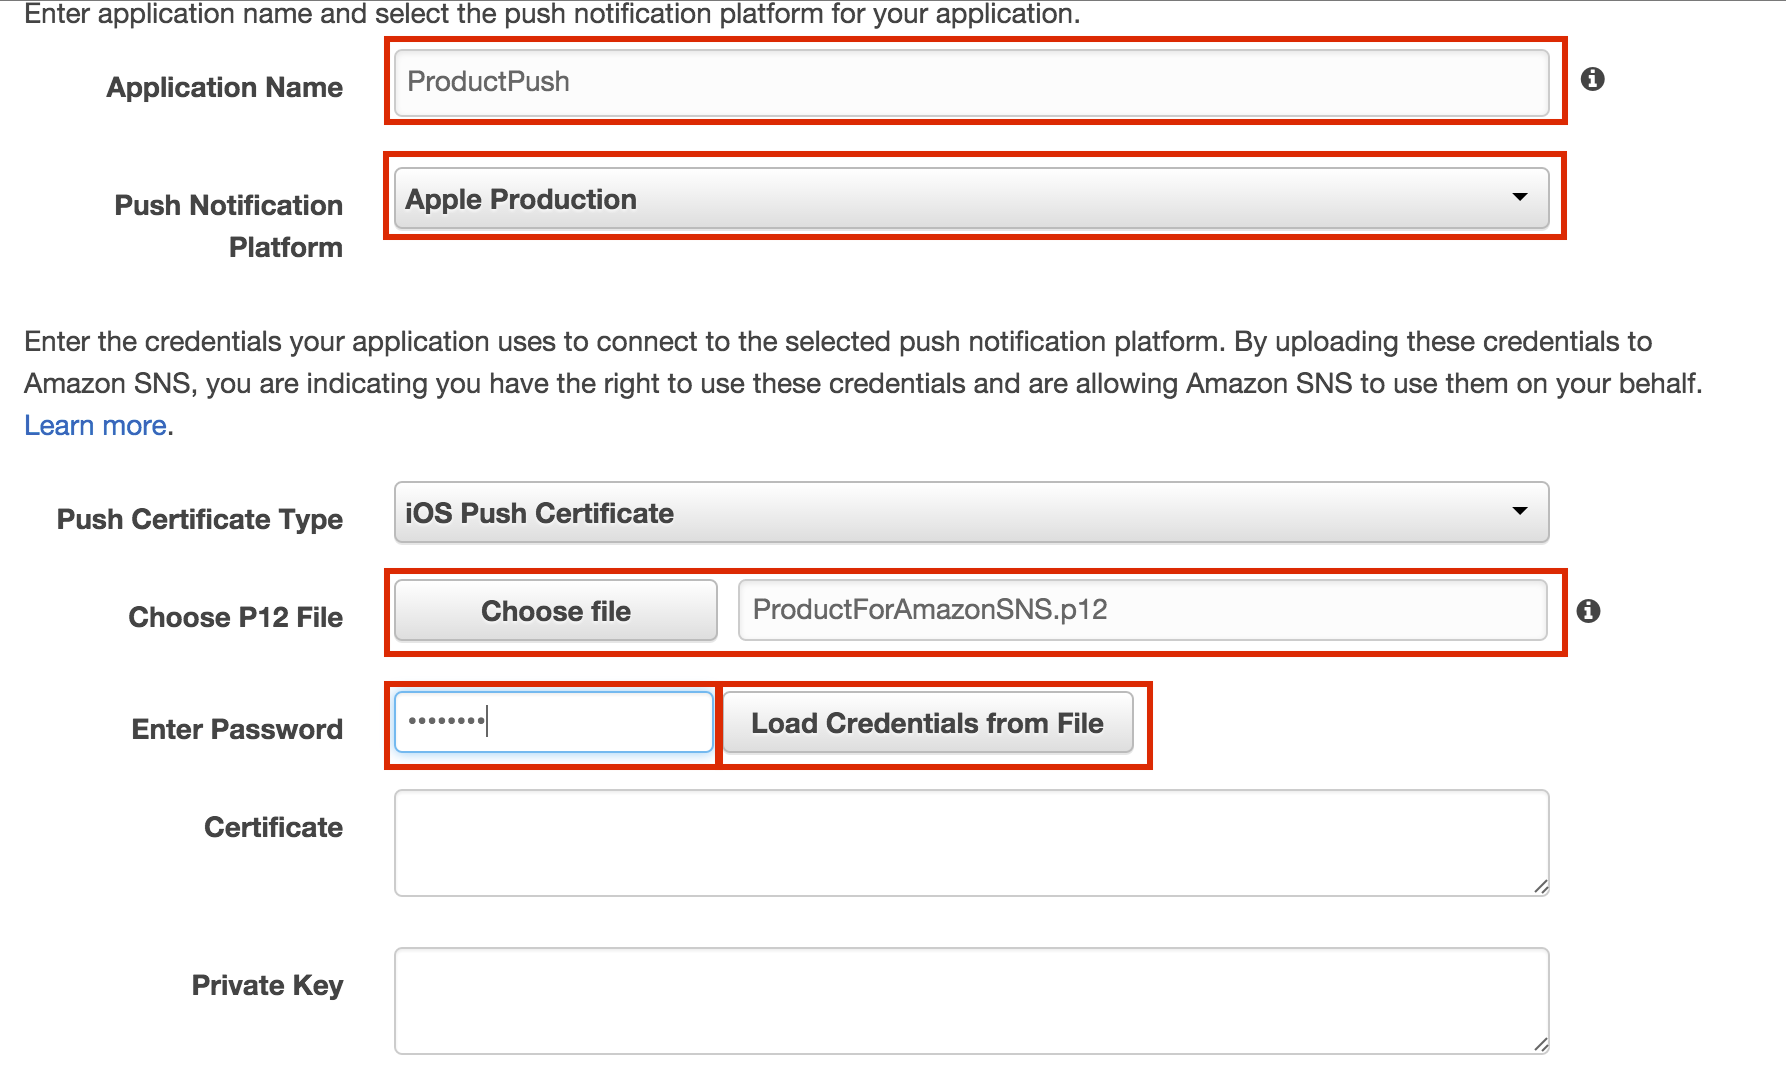 Enter application name and select the push notification platform for your application.
Application Name
ProductPush
Push Notification
Platform
Apple Production
Enter the credentials your application uses to connect to the selected push notification platform. By uploading these credentials to
Amazon SNS, you are indicating you have the right to use these credentials and are allowing Amazon SNS to use them on your behalf.
Learn more.
Push Certificate Type
iOS Push Certificate
Choose P12 File
Choose file
ProductForAmazonSNS.p12
Enter Password
••••••••
Load Credentials from File
Certificate
Private Key